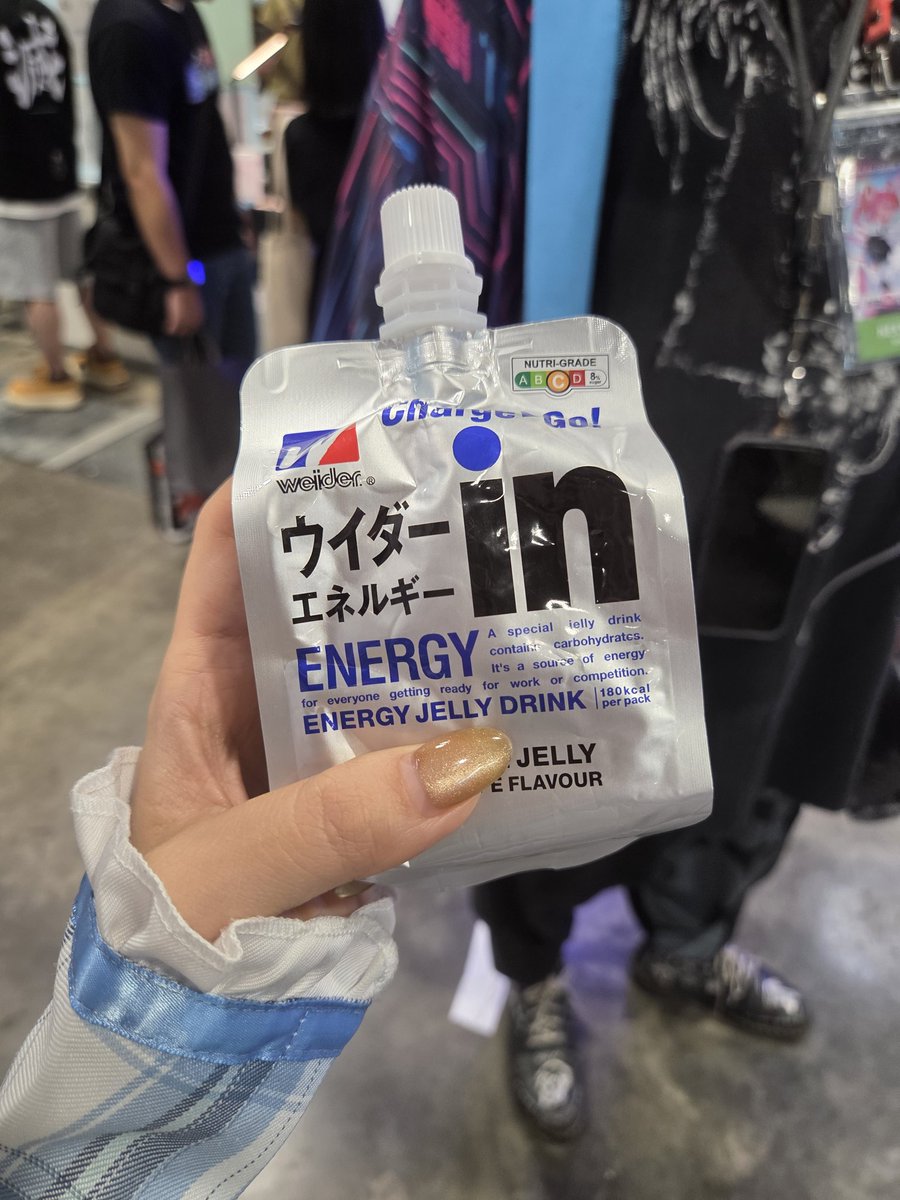 滅
NUTRI-GRADE
A B C D 8% sugar
Charge Go!
weider®
in
ウイダー
エネルギー
ENERGY
A special jelly drink
contains carbohydrates.
It's a source of energy
for everyone getting ready for work or competition.
ENERGY JELLY DRINK
180kcal
per pack
JELLY
FLAVOUR